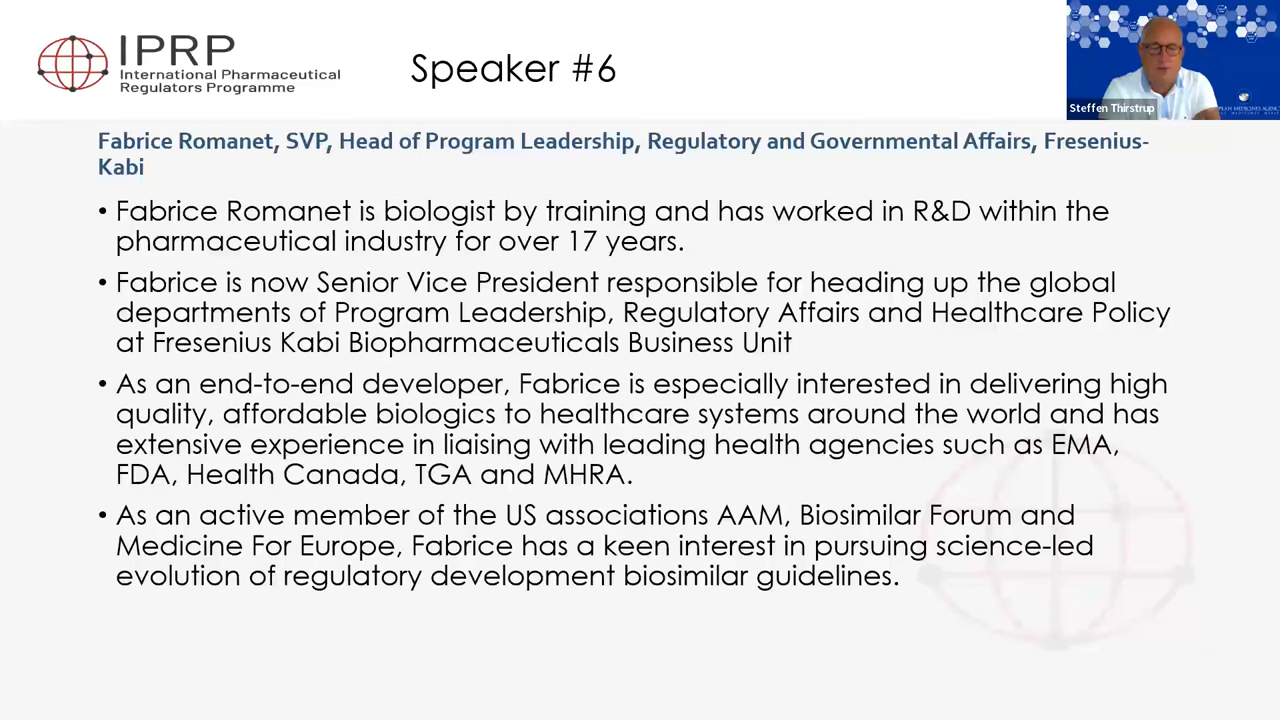 IPRP
International Pharmaceutical
Regulators Programme
Speaker #6
Steffen Thirstrup
Fabrice Romanet, SVP, Head of Program Leadership, Regulatory and Governmental Affairs, Fresenius-
Kabi
• Fabrice Romanet is biologist by training and has worked in R&D within the
pharmaceutical industry for over 17 years.
• Fabrice is now Senior Vice President responsible for heading up the global
departments of Program Leadership, Regulatory Affairs and Healthcare Policy
at Fresenius Kabi Biopharmaceuticals Business Unit
• As an end-to-end developer, Fabrice is especially interested in delivering high
quality, affordable biologics to healthcare systems around the world and has
extensive experience in liaising with leading health agencies such as EMA,
FDA, Health Canada, TGA and MHRA.
• As an active member of the US associations AAM, Biosimilar Forum and
Medicine For Europe, Fabrice has a keen interest in pursuing science-led
evolution of regulatory development biosimilar guidelines.